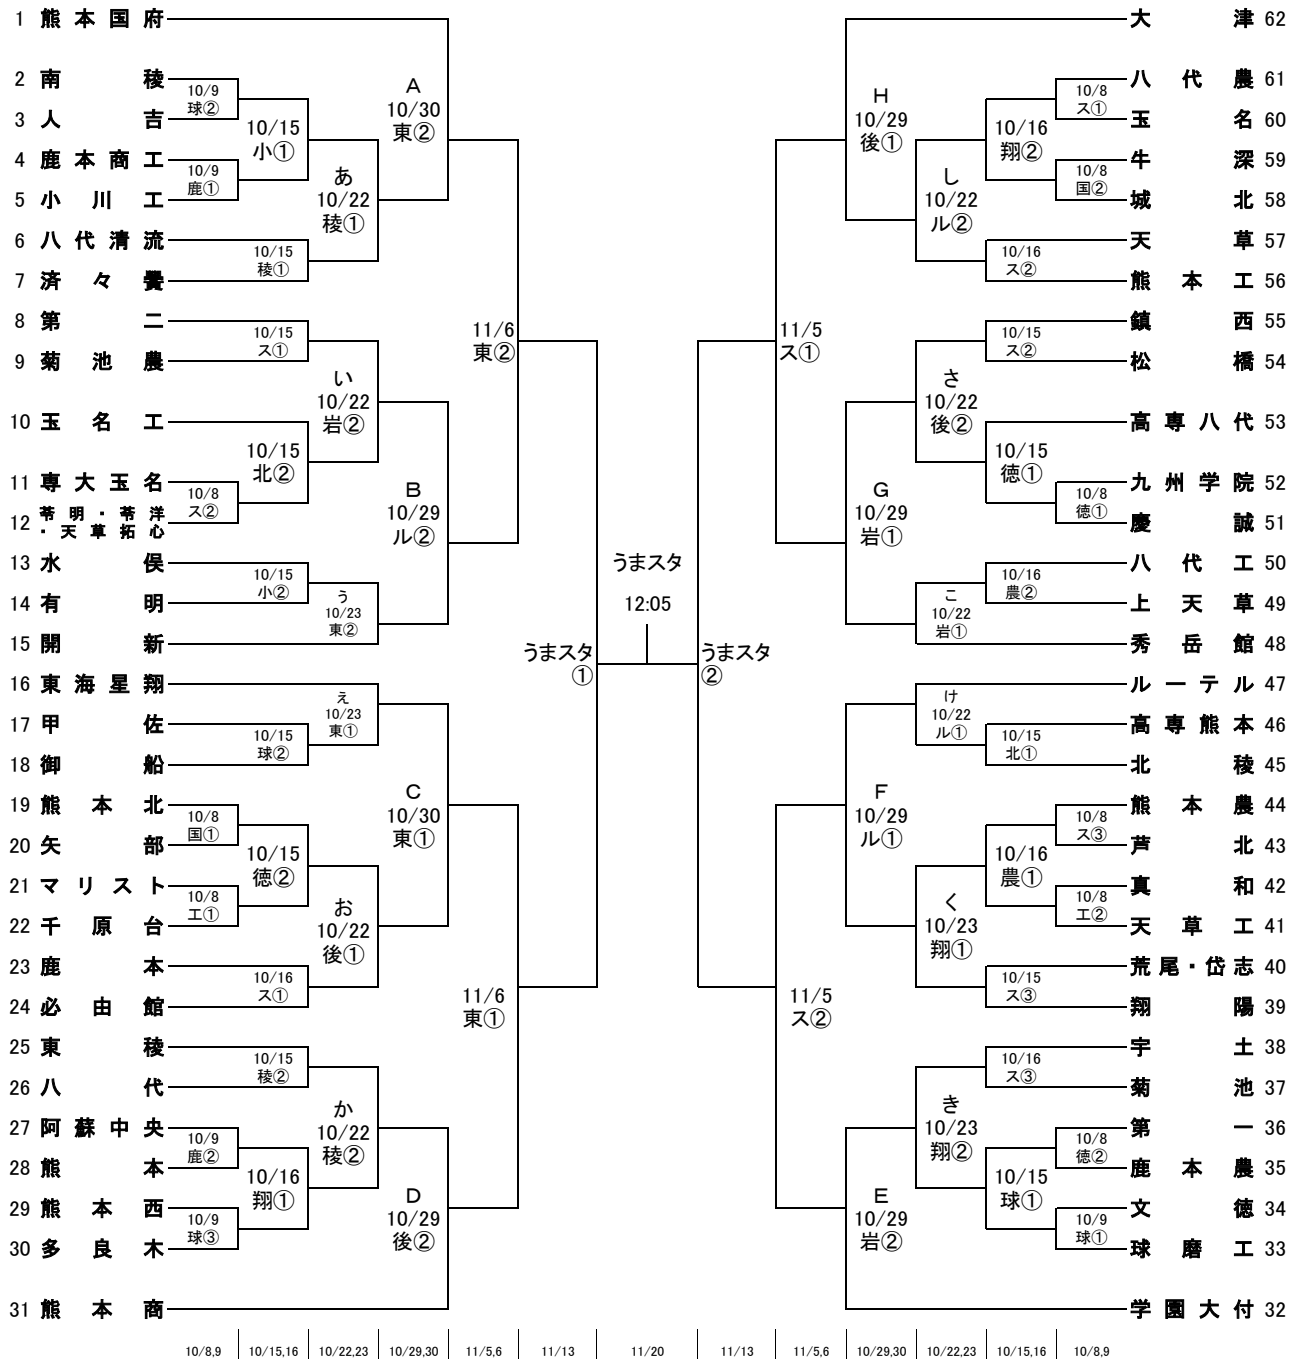 1 熊本国府
2 南稜
3 人吉
4 鹿本商工
5 小川工
6 八代清流
7 済々黌
8 第二
9 菊池農
10 玉名工
11 専大玉名
12 苓明・苓洋・天草拓心
13 水俣
14 有明
15 開新
16 東海星翔
17 甲佐
18 御船
19 熊本北
20 矢部
21 マリスト
22 千原台
23 鹿本
24 必由館
25 東稜
26 八代
27 阿蘇中央
28 熊本
29 熊本西
30 多良木
31 熊本商
10/9 球②
10/9 鹿①
10/8 ス②
10/8 国①
10/8 工①
10/9 鹿②
10/9 球③
10/15 小①
10/15 稜①
10/15 ス①
10/15 北②
10/15 小②
10/15 球②
10/15 徳②
10/16 ス①
10/15 稜②
10/16 翔①
あ 10/22 稜①
い 10/22 岩②
う 10/23 東②
え 10/23 東①
お 10/22 後①
か 10/22 稜②
A 10/30 東②
B 10/29 ル②
C 10/30 東①
D 10/29 後②
11/6 東②
11/6 東①
うまスタ ①
うまスタ
12:05
うまスタ ②
11/5 ス①
11/5 ス②
H 10/29 後①
G 10/29 岩①
F 10/29 ル①
E 10/29 岩②
し 10/22 ル②
さ 10/22 後②
こ 10/22 岩①
け 10/22 ル①
く 10/23 翔①
き 10/23 翔②
10/16 翔②
10/16 ス②
10/15 ス②
10/15 徳①
10/16 農②
10/15 北①
10/16 農①
10/15 ス③
10/16 ス③
10/15 球①
10/8 ス①
10/8 国②
10/8 徳①
10/8 ス③
10/8 工②
10/8 徳②
10/9 球①
大津 62
八代農 61
玉名 60
牛深 59
城北 58
天草 57
熊本工 56
鎮西 55
松橋 54
高専八代 53
九州学院 52
慶誠 51
八代工 50
上天草 49
秀岳館 48
ルーテル 47
高専熊本 46
北稜 45
熊本農 44
芦北 43
真和 42
天草工 41
荒尾・岱志 40
翔陽 39
宇土 38
菊池 37
第一 36
鹿本農 35
文徳 34
球磨工 33
学園大付 32
10/8,9 10/15,16 10/22,23 10/29,30 11/5,6 11/13 11/20 11/13 11/5,6 10/29,30 10/22,23 10/15,16 10/8,9